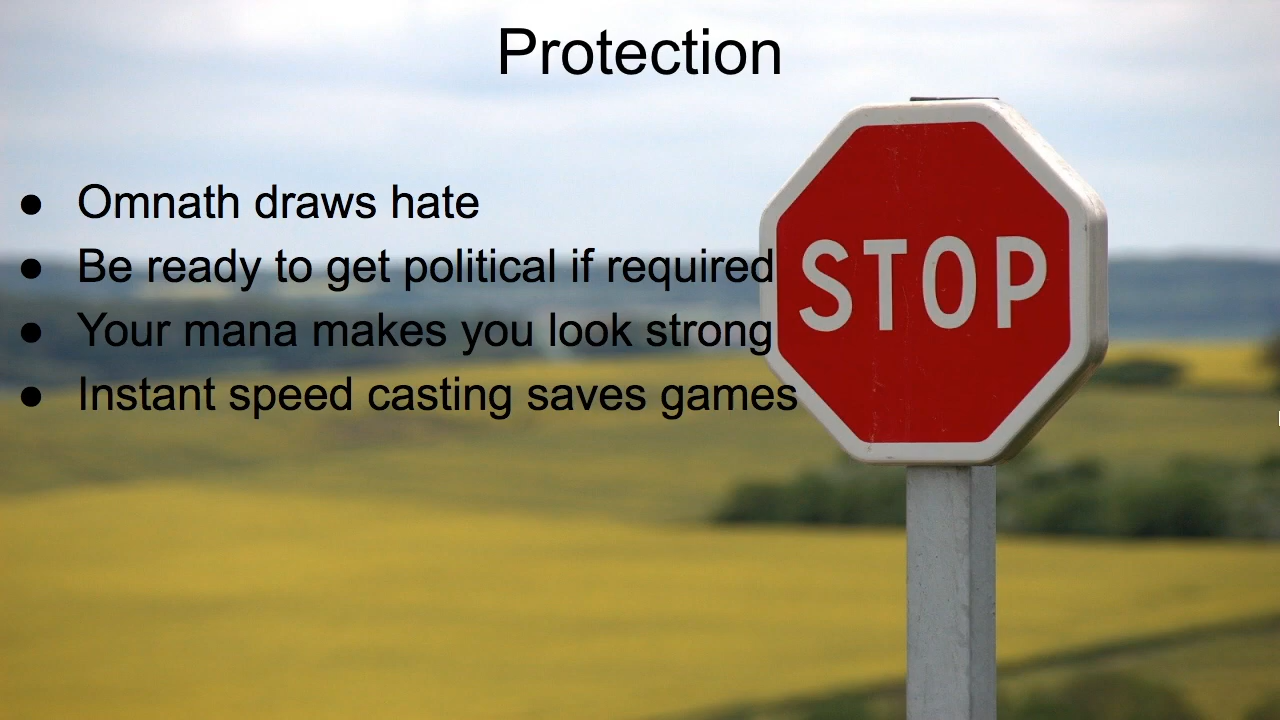 Protection
● Omnath draws hate
● Be ready to get political if required
● Your mana makes you look strong
● Instant speed casting saves games
STOP